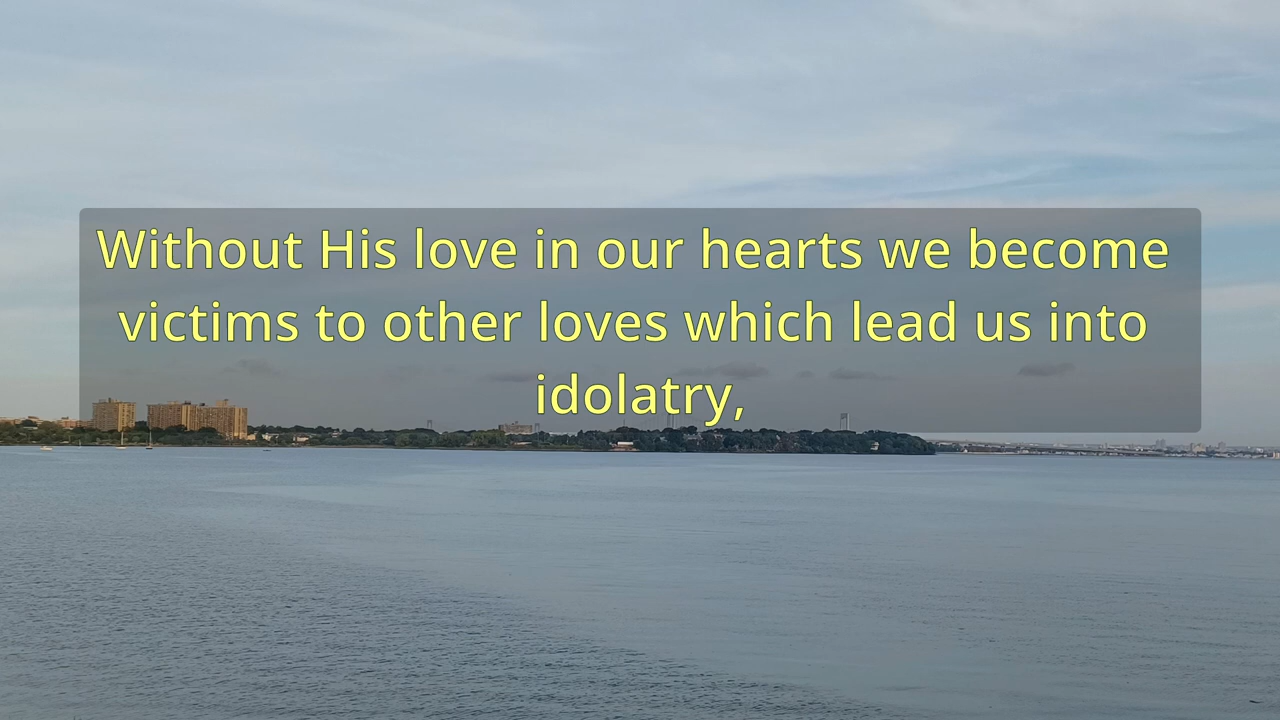 Without His love in our hearts we become
victims to other loves which lead us into
idolatry,